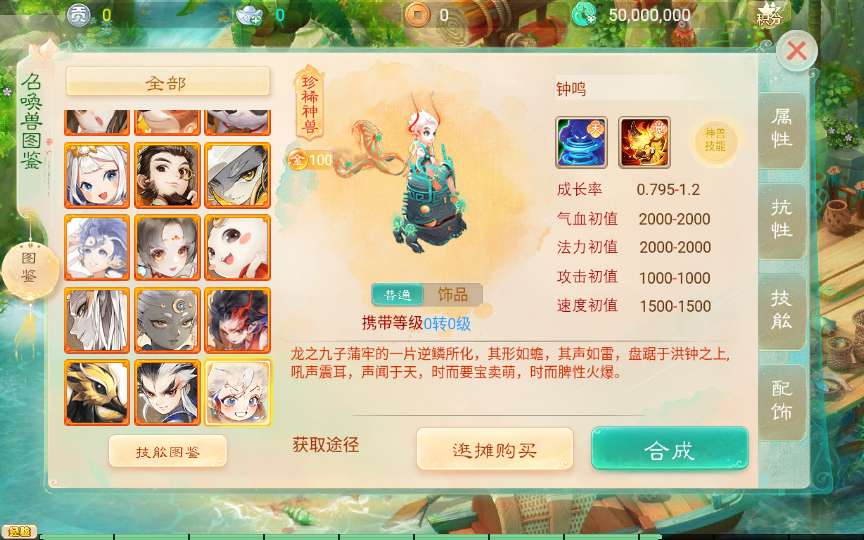 贡 0
0
0
50,000,000
积分
召唤兽图鉴
全部
珍稀神兽
金100
钟鸣
神兽
技能
成长率 0.795-1.2
气血初值 2000-2000
法力初值 2000-2000
攻击初值 1000-1000
速度初值 1500-1500
属性
抗性
技能
配饰
图鉴
普通 饰品
携带等级0转0级
龙之九子蒲牢的一片逆鳞所化，其形如蟾，其声如雷，盘踞于洪钟之上,
吼声震耳，声闻于天，时而要宝卖萌，时而脾性火爆。
技能图鉴
获取途径
逛摊购买
合成